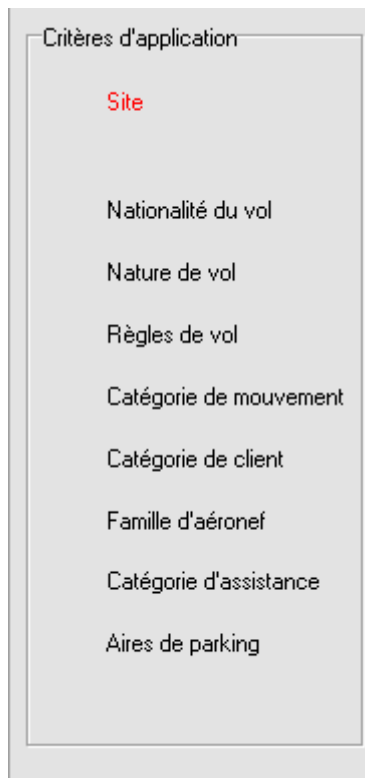 Critères d'application
Site
Nationalité du vol
Nature de vol
Règles de vol
Catégorie de mouvement
Catégorie de client
Famille d'aéronef
Catégorie d'assistance
Aires de parking